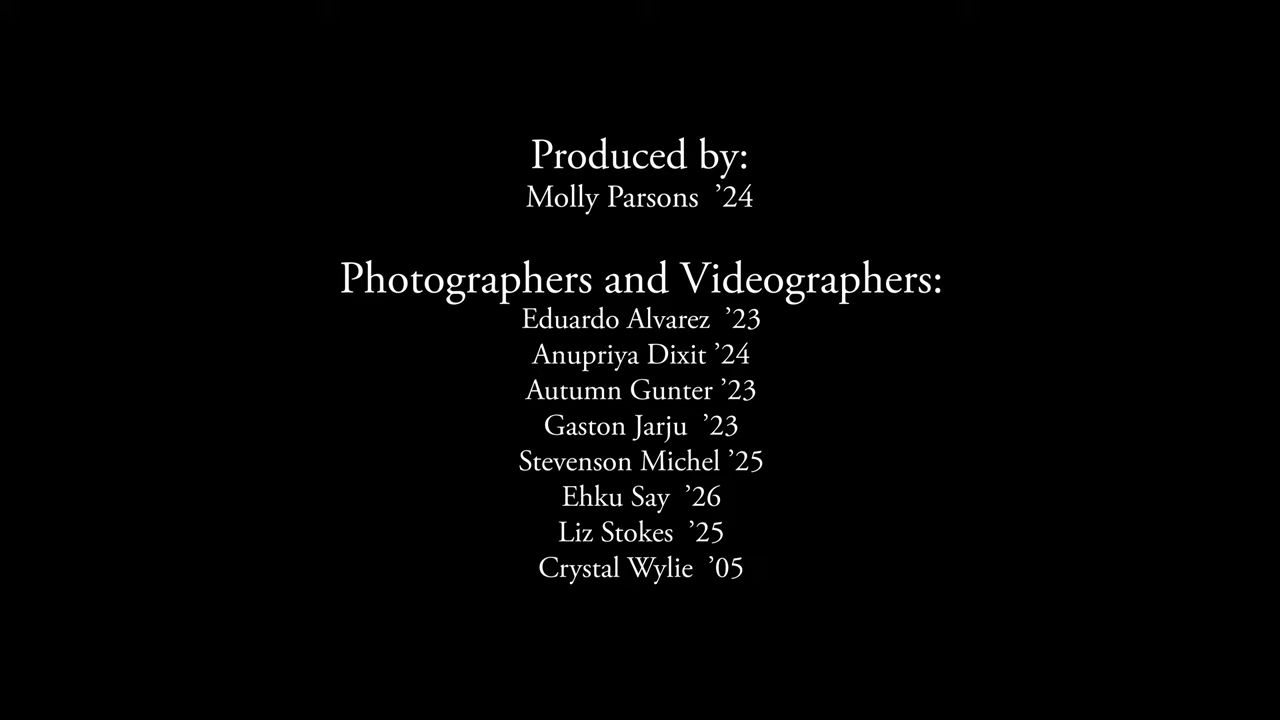 Produced by:
Molly Parsons ’24
Photographers and Videographers:
Eduardo Alvarez ’23
Anupriya Dixit ’24
Autumn Gunter ’23
Gaston Jarju ’23
Stevenson Michel ’25
Ehku Say ’26
Liz Stokes ’25
Crystal Wylie ’05